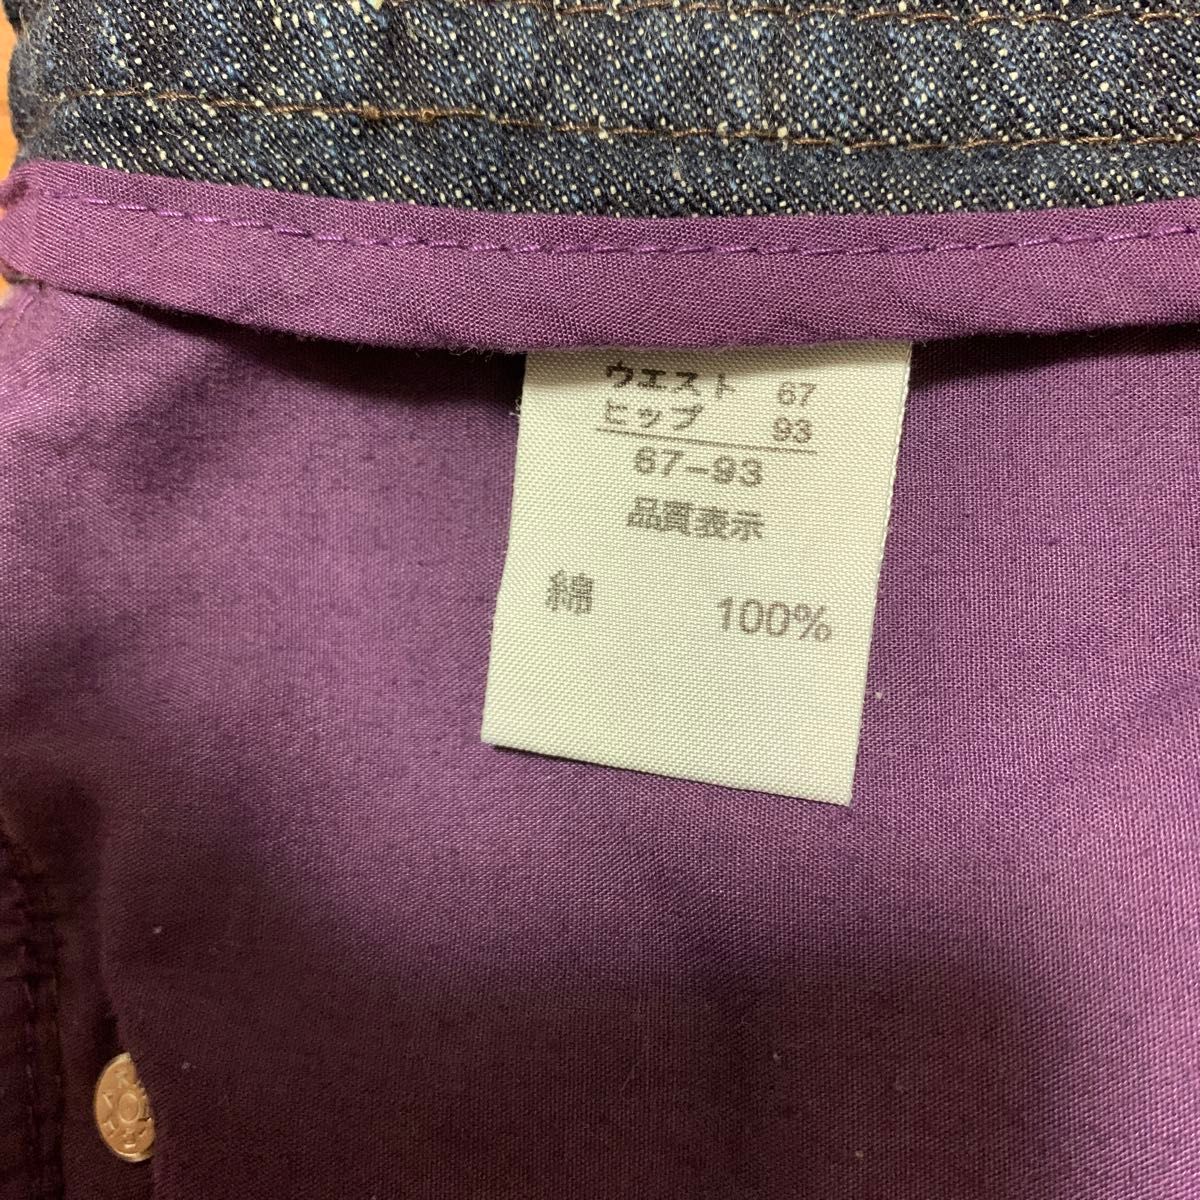 ウエスト 67
ヒップ 93
67-93
品質表示
綿 100%